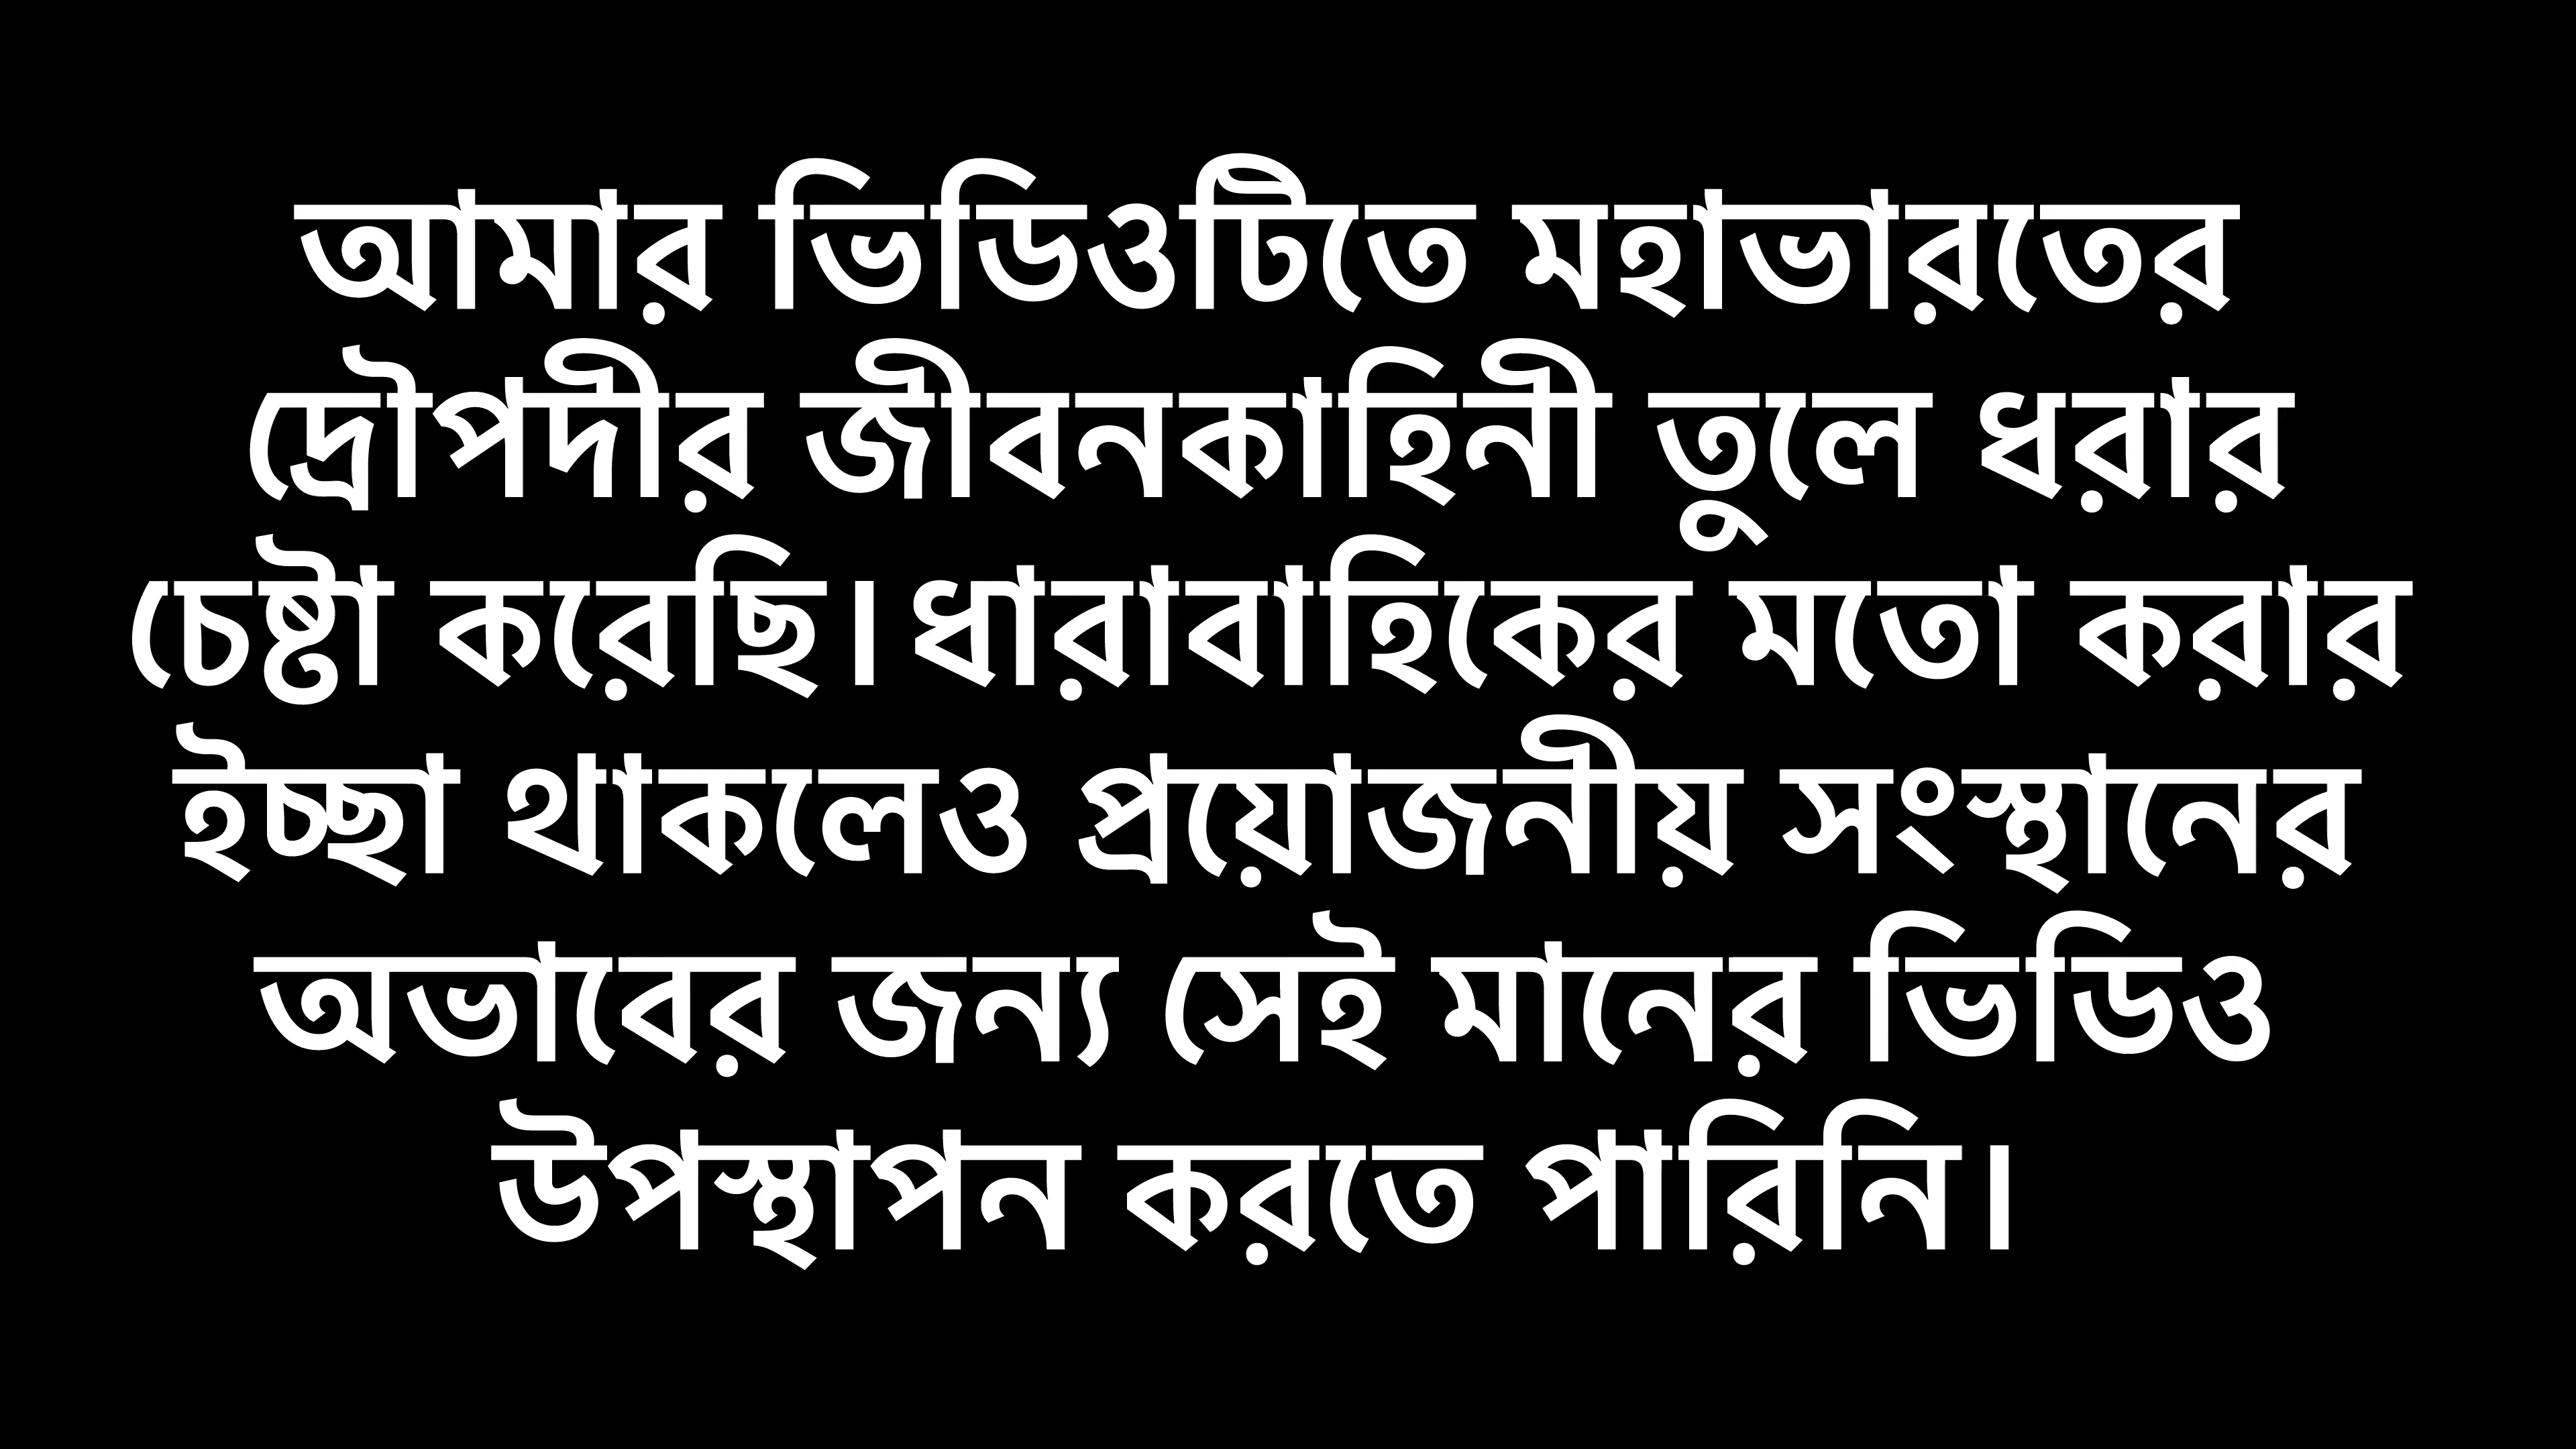 আমার ভিডিওটিতে মহাভারতের
দ্রৌপদীর জীবনকাহিনী তুলে ধরার
চেষ্টা করেছি। ধারাবাহিকের মতো করার
ইচ্ছা থাকলেও প্রয়োজনীয় সংস্থানের
অভাবের জন্য সেই মানের ভিডিও
উপস্থাপন করতে পারিনি।